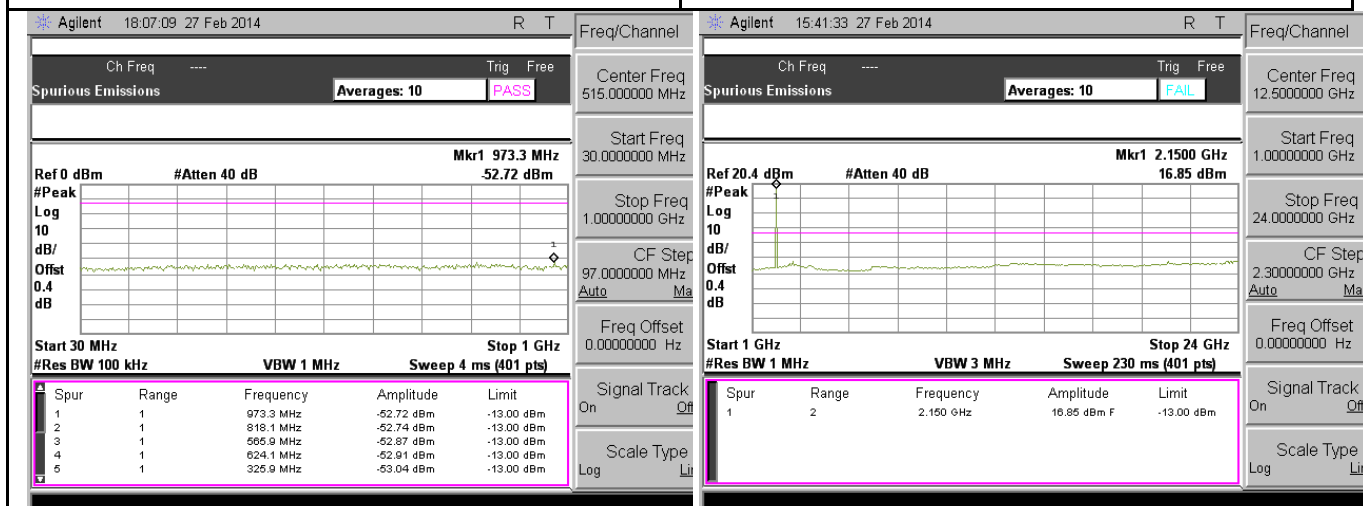 Agilent 18:07:09 27 Feb 2014 R T
Ch Freq ---- Trig Free
Spurious Emissions Averages: 10 PASS
Mkr1 973.3 MHz
Ref 0 dBm #Atten 40 dB -52.72 dBm
#Peak
Log
10
dB/
Offst
0.4
dB
1
Start 30 MHz Stop 1 GHz
#Res BW 100 kHz VBW 1 MHz Sweep 4 ms (401 pts)
Spur Range Frequency Amplitude Limit
1 1 973.3 MHz -52.72 dBm -13.00 dBm
2 1 818.1 MHz -52.74 dBm -13.00 dBm
3 1 565.9 MHz -52.87 dBm -13.00 dBm
4 1 624.1 MHz -52.91 dBm -13.00 dBm
5 1 325.9 MHz -53.04 dBm -13.00 dBm
Freq/Channel
Center Freq
515.000000 MHz
Start Freq
30.0000000 MHz
Stop Freq
1.00000000 GHz
CF Step
97.0000000 MHz
Auto Ma
Freq Offset
0.00000000 Hz
Signal Track
On Off
Scale Type
Log Li
Agilent 15:41:33 27 Feb 2014 R T
Ch Freq ---- Trig Free
Spurious Emissions Averages: 10 FAIL
Mkr1 2.1500 GHz
Ref 20.4 dBm #Atten 40 dB 16.85 dBm
#Peak
Log
10
dB/
Offst
0.4
dB
1
Start 1 GHz Stop 24 GHz
#Res BW 1 MHz VBW 3 MHz Sweep 230 ms (401 pts)
Spur Range Frequency Amplitude Limit
1 2 2.150 GHz 16.85 dBm F -13.00 dBm
Freq/Channel
Center Freq
12.5000000 GHz
Start Freq
1.00000000 GHz
Stop Freq
24.0000000 GHz
CF Step
2.30000000 GHz
Auto Ma
Freq Offset
0.00000000 Hz
Signal Track
On Off
Scale Type
Log Li